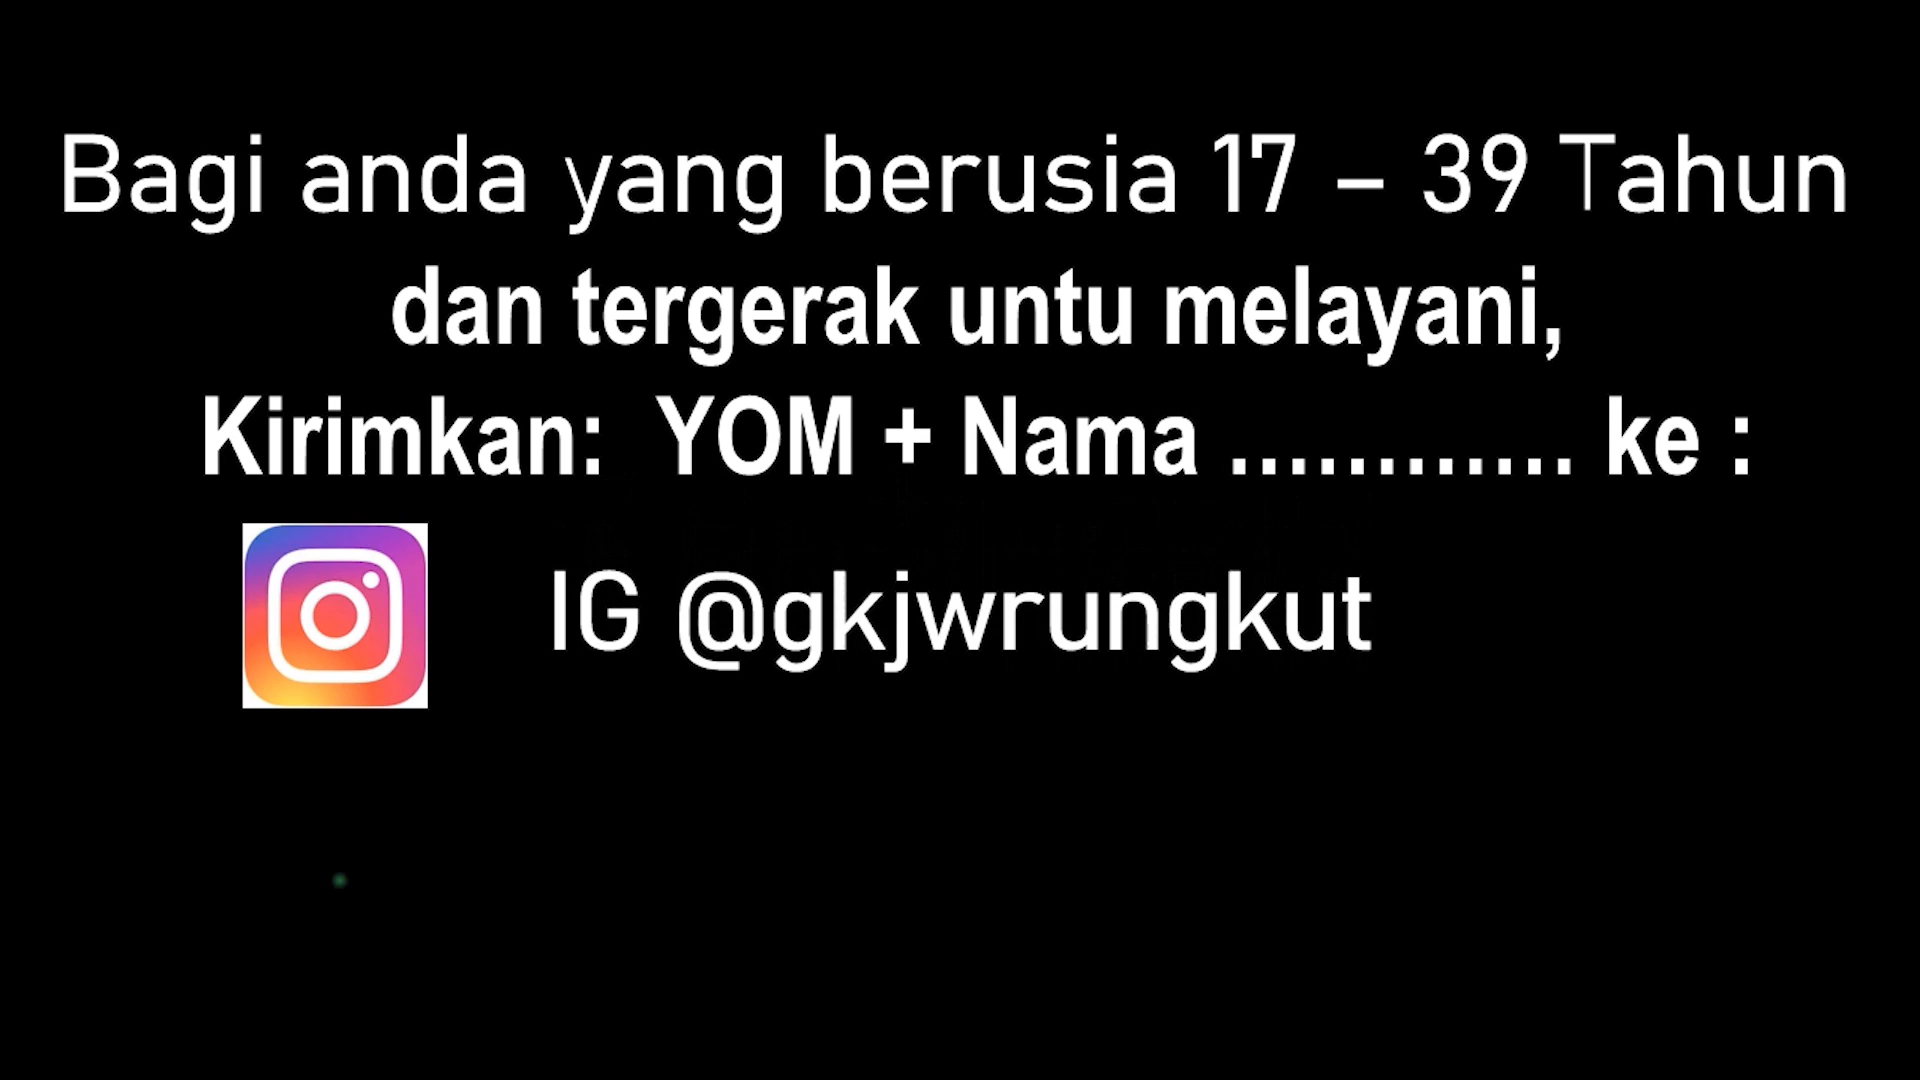 Bagi anda yang berusia 17 – 39 Tahun
dan tergerak untu melayani,
Kirimkan:  YOM + Nama ………… ke :
IG @gkjwrungkut